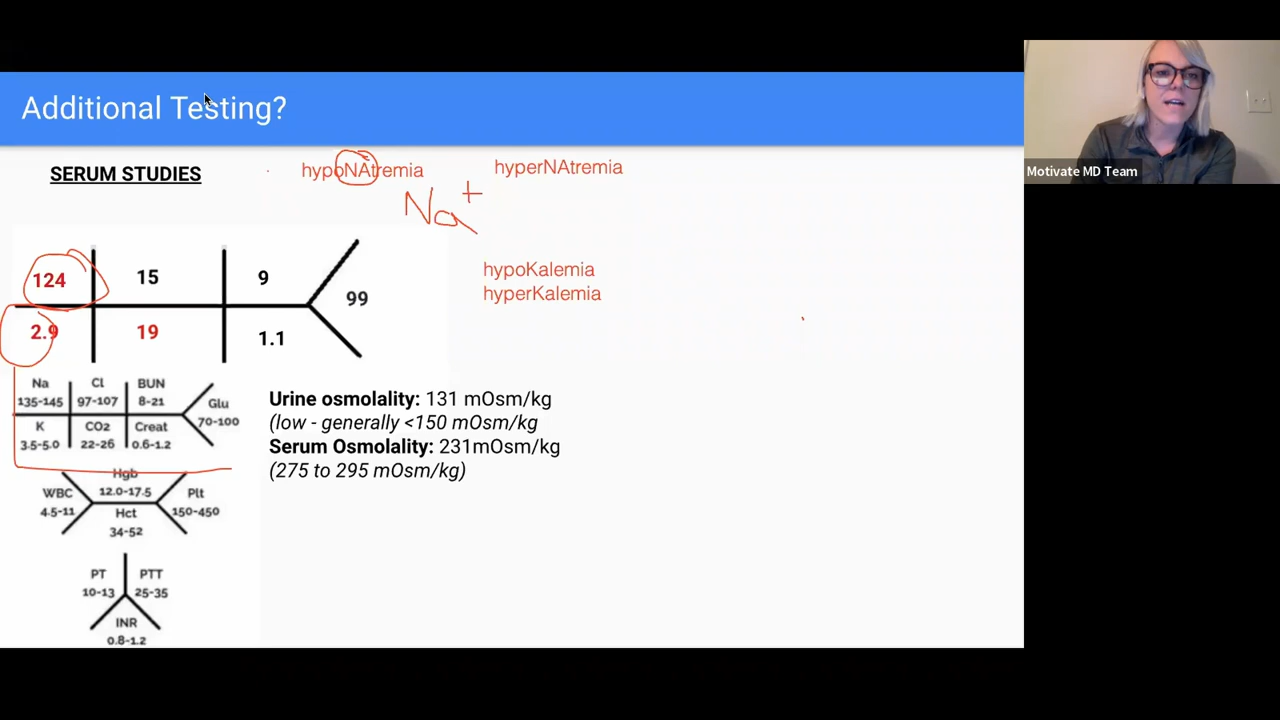 Additional Testing?
SERUM STUDIES
hypoNAtremia
hyperNAtremia
Na+
hypoKalemia
hyperKalemia
124
15
9
99
2.9
19
1.1
Na
Cl
BUN
135-145
97-107
8-21
Glu
70-100
K
CO2
Creat
3.5-5.0
22-26
0.6-1.2
Hgb
WBC
12.0-17.5
Plt
4.5-11
Hct
150-450
34-52
PT
PTT
10-13
25-35
INR
0.8-1.2
Urine osmolality: 131 mOsm/kg
(low - generally <150 mOsm/kg
Serum Osmolality: 231mOsm/kg
(275 to 295 mOsm/kg)
Motivate MD Team